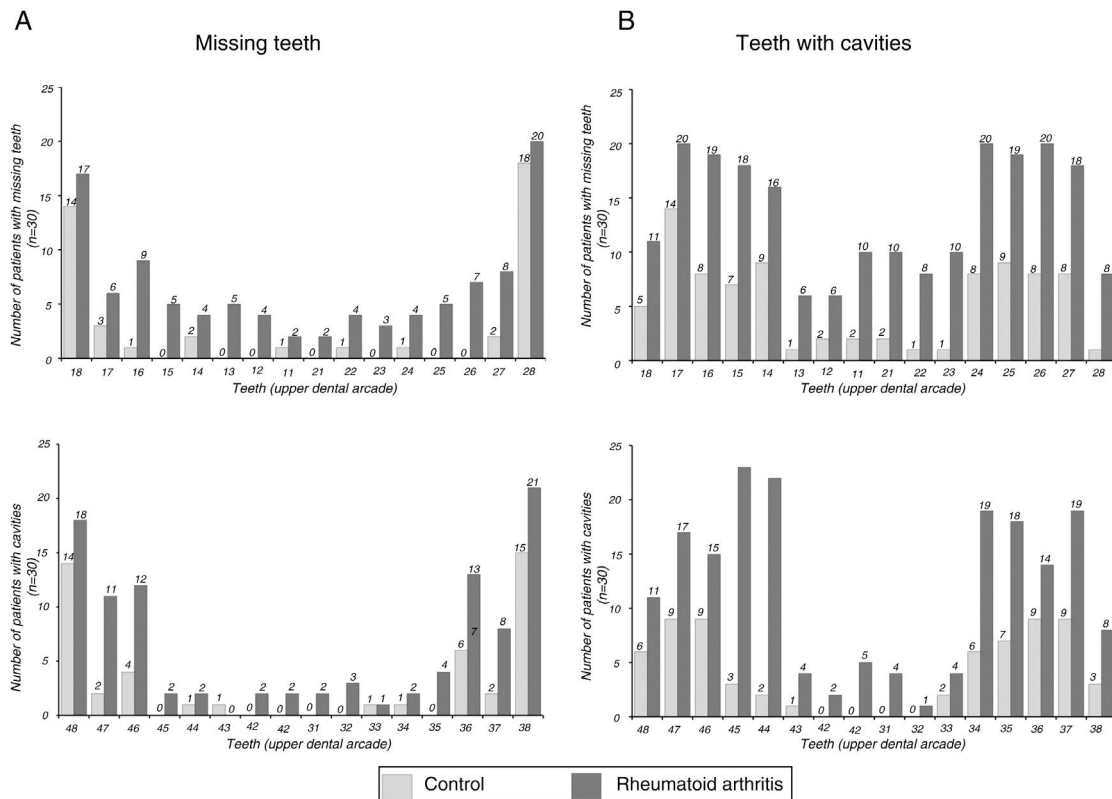 A
Missing teeth
Number of patients with missing teeth
(n=30)
25
20
15
10
5
0
14 17 3 6 1 9 0 5 2 4 0 5 0 4 1 2 0 2 1 4 0 3 1 4 0 5 0 7 2 8 18 20
18 17 16 15 14 13 12 11 21 22 23 24 25 26 27 28
Teeth (upper dental arcade)
B
Teeth with cavities
Number of patients with missing teeth
(n=30)
25
20
15
10
5
0
5 11 14 20 8 19 7 18 9 16 1 6 2 6 2 10 2 10 1 8 1 10 8 20 9 19 8 20 8 18 1 8
18 17 16 15 14 13 12 11 21 22 23 24 25 26 27 28
Teeth (upper dental arcade)
Number of patients with cavities
(n=30)
25
20
15
10
5
0
14 18 2 11 4 12 0 2 1 2 1 0 0 2 0 2 0 2 0 3 1 1 1 2 0 4 6 7 13 2 8 15 21
48 47 46 45 44 43 42 42 31 32 33 34 35 36 37 38
Teeth (upper dental arcade)
Number of patients with cavities
(n=30)
25
20
15
10
5
0
6 11 9 17 9 15 3 2 1 4 0 2 0 5 0 4 0 1 2 4 6 19 7 18 9 14 9 19 3 8
48 47 46 45 44 43 42 42 31 32 33 34 35 36 37 38
Teeth (upper dental arcade)
Control
Rheumatoid arthritis